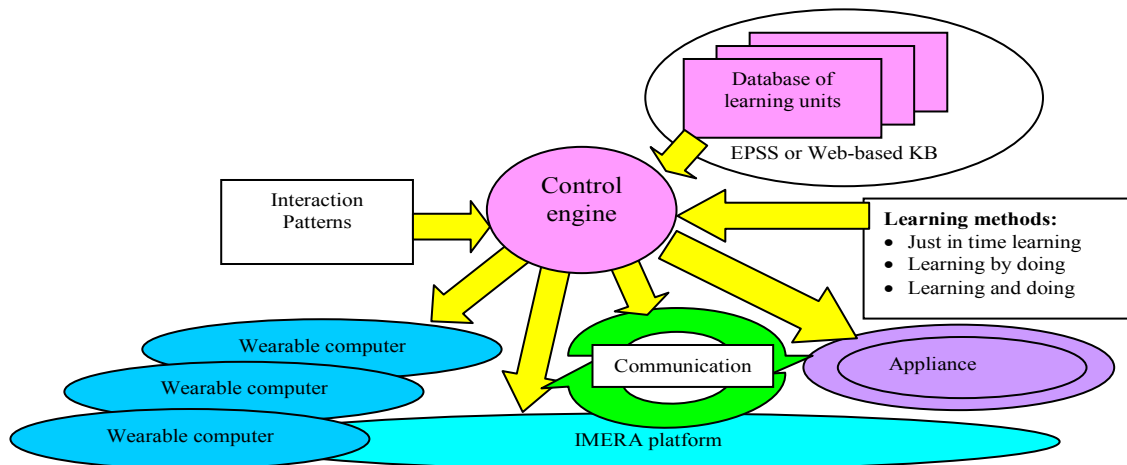 Database of
learning units
EPSS or Web-based KB
Control
engine
Interaction
Patterns
Learning methods:
• Just in time learning
• Learning by doing
• Learning and doing
Wearable computer
Communication
Appliance
Wearable computer
Wearable computer
IMERA platform